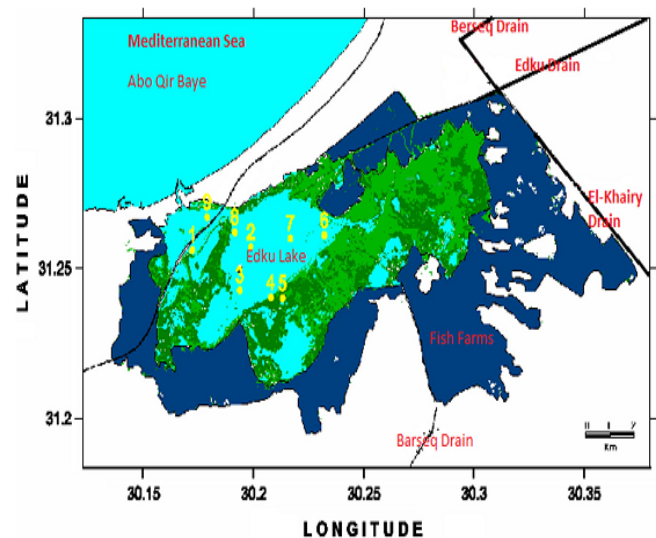 Mediterranean Sea
Abo Qir Baye
Berseq Drain
Edku Drain
El-Khairy
Drain
31.3
31.25
31.2
LATITUDE
9
8
1
2
7
6
Edku Lake
3
4
5
Fish Farms
Barseq Drain
Km
30.15
30.2
30.25
30.3
30.35
LONGITUDE